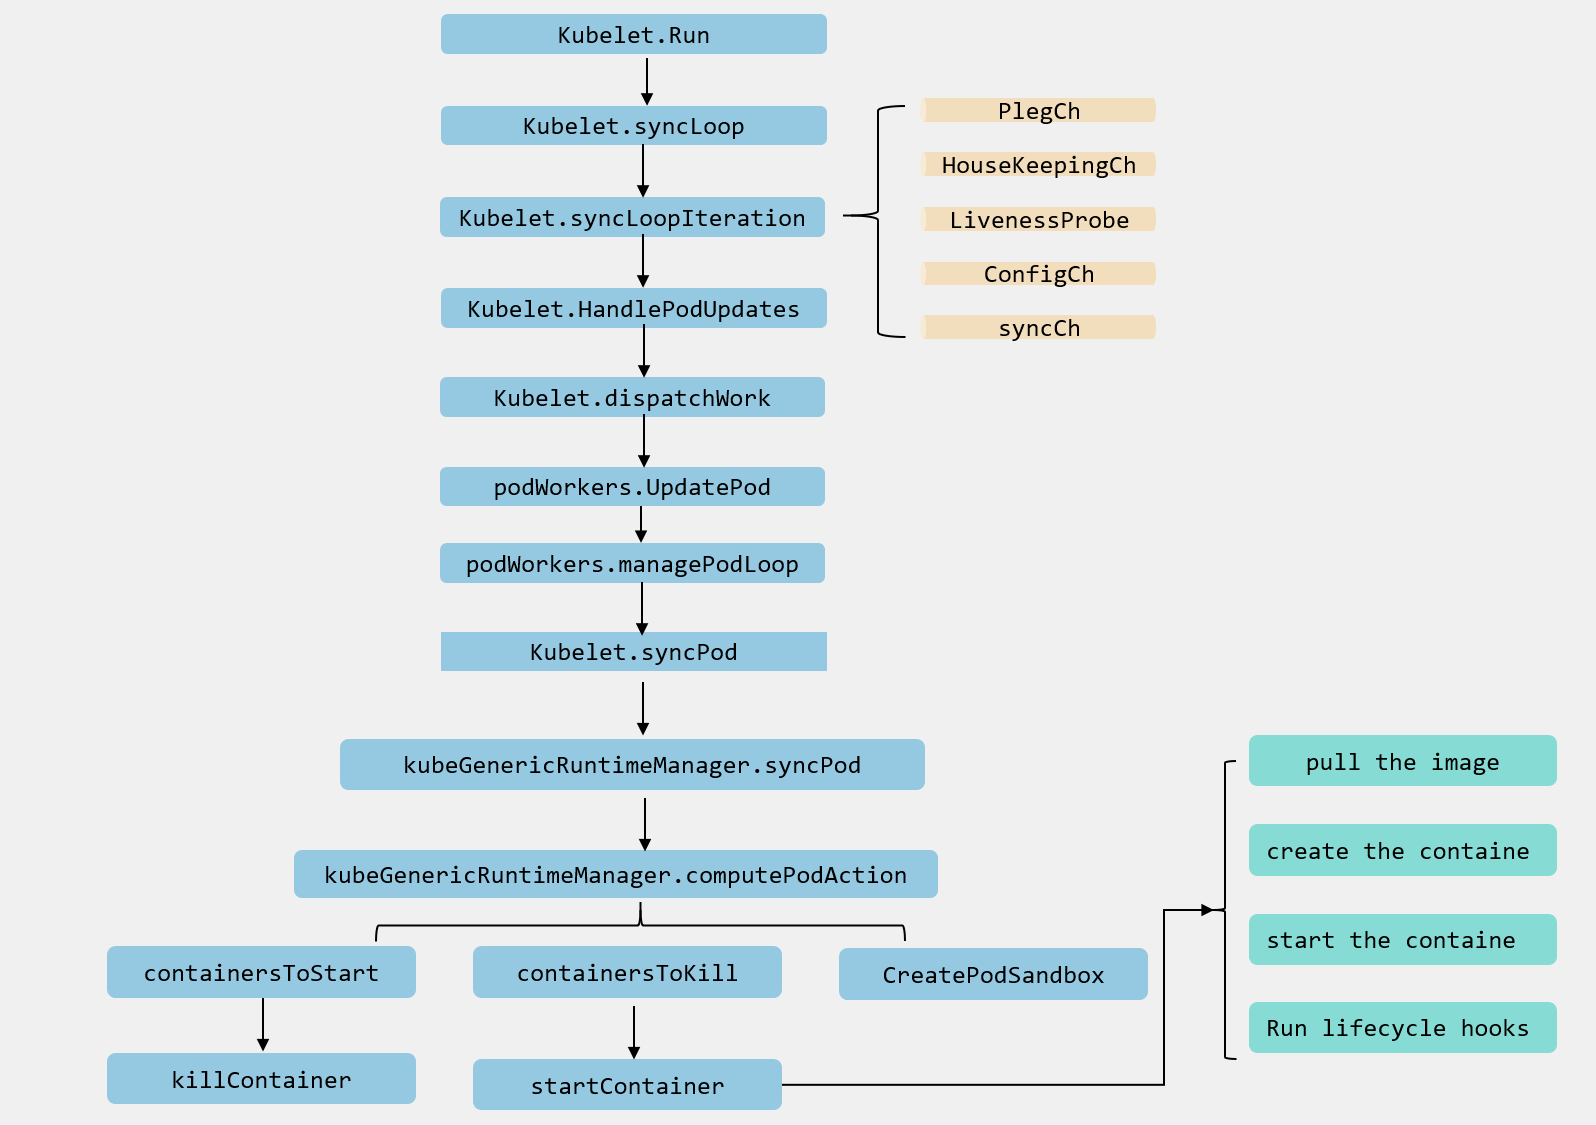 Kubelet.Run
Kubelet.syncLoop
Kubelet.syncLoopIteration
PlegCh
HouseKeepingCh
LivenessProbe
ConfigCh
syncCh
Kubelet.HandlePodUpdates
Kubelet.dispatchWork
podWorkers.UpdatePod
podWorkers.managePodLoop
Kubelet.syncPod
kubeGenericRuntimeManager.syncPod
kubeGenericRuntimeManager.computePodAction
containersToStart
containersToKill
CreatePodSandbox
killContainer
startContainer
pull the image
create the containe
start the containe
Run lifecycle hooks